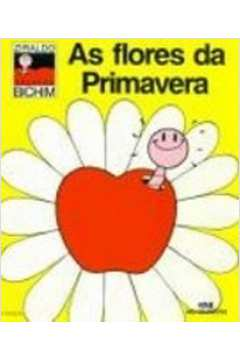 ZIRALDO
BICHIM
As flores da
Primavera